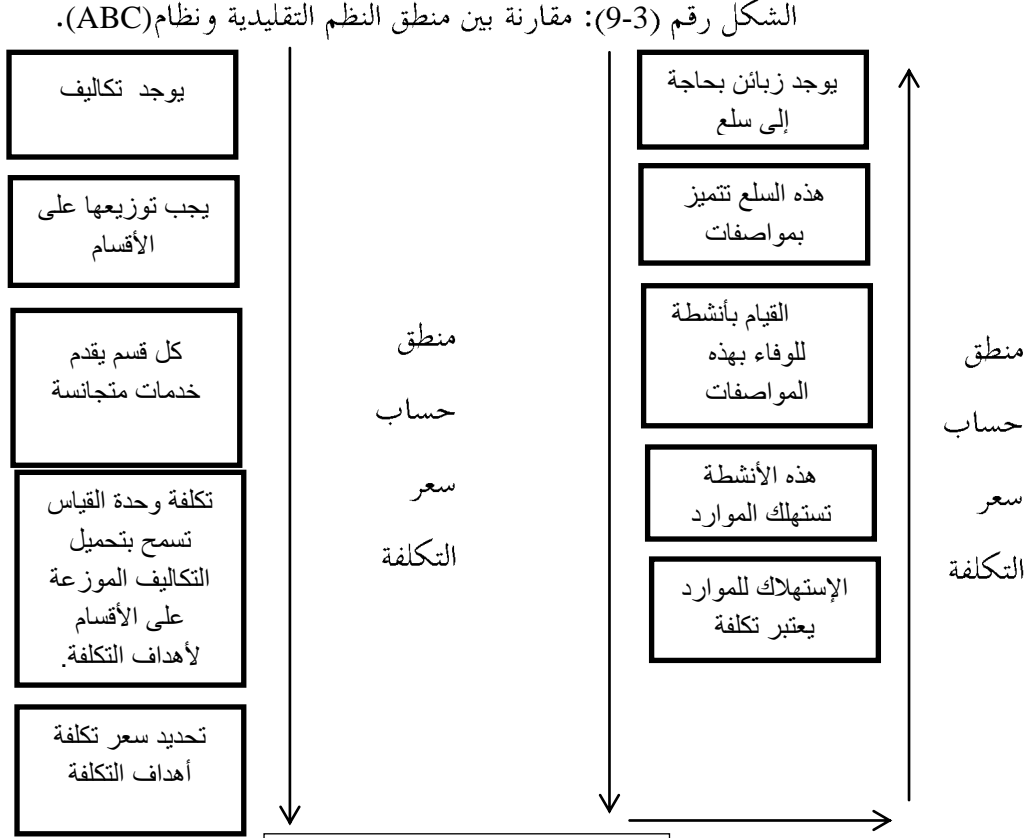 الشكل رقم (3-9): مقارنة بين منطق النظم التقليدية ونظام(ABC).
يوجد زبائن بحاجة
إلى سلع
هذه السلع تتميز
بمواصفات
القيام بأنشطة
للوفاء بهذه
المواصفات
هذه الأنشطة
تستهلك الموارد
الإستهلاك للموارد
يعتبر تكلفة
منطق
حساب
سعر
التكلفة
يوجد تكاليف
يجب توزيعها على
الأقسام
كل قسم يقدم
خدمات متجانسة
تكلفة وحدة القياس
تسمح بتحميل
التكاليف الموزعة
على الأقسام
لأهداف التكلفة.
تحديد سعر تكلفة
أهداف التكلفة
منطق
حساب
سعر
التكلفة